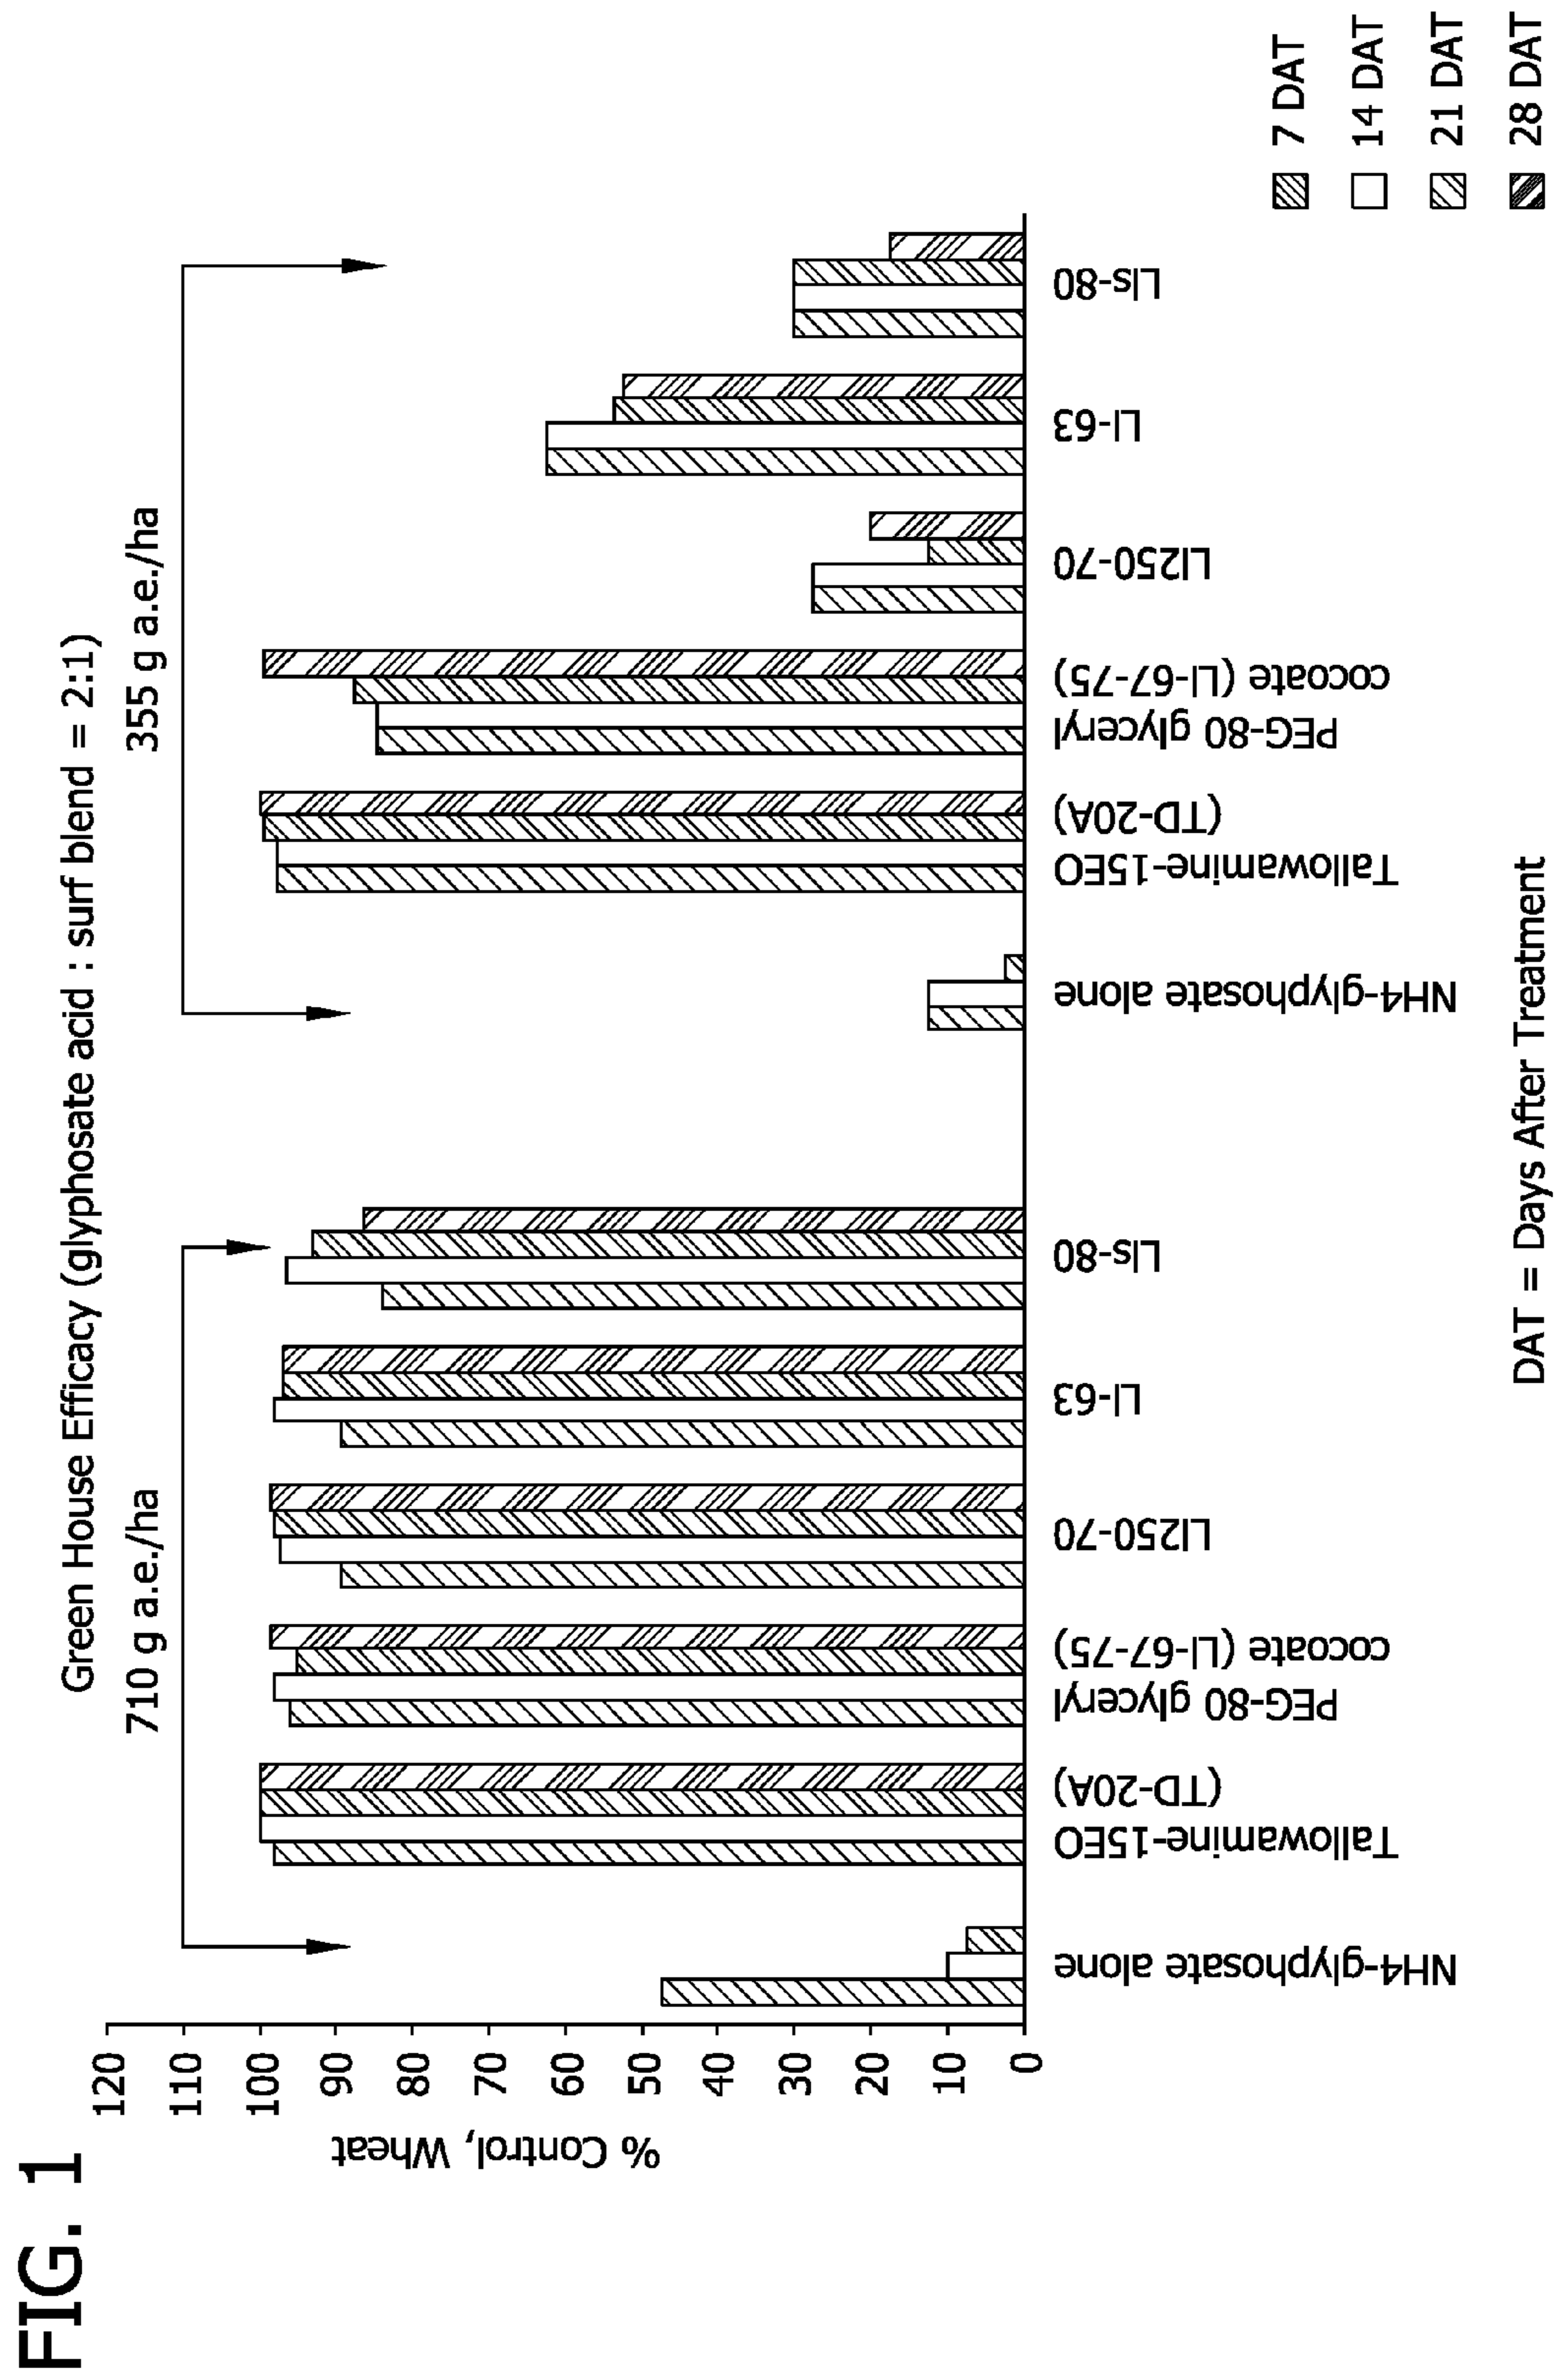 FIG. 1
Green House Efficacy (glyphosate acid : surf blend = 2:1)
710 g a.e./ha
355 g a.e./ha
% Control, Wheat
120
110
100
90
80
70
60
50
40
30
20
10
0
NH4-glyphosate alone
Tallowamine-15EO
(TD-20A)
PEG-80 glyceryl
cocoate (LI-67-75)
LI250-70
LI-63
LIs-80
NH4-glyphosate alone
Tallowamine-15EO
(TD-20A)
PEG-80 glyceryl
cocoate (LI-67-75)
LI250-70
LI-63
LIs-80
DAT = Days After Treatment
7 DAT
14 DAT
21 DAT
28 DAT